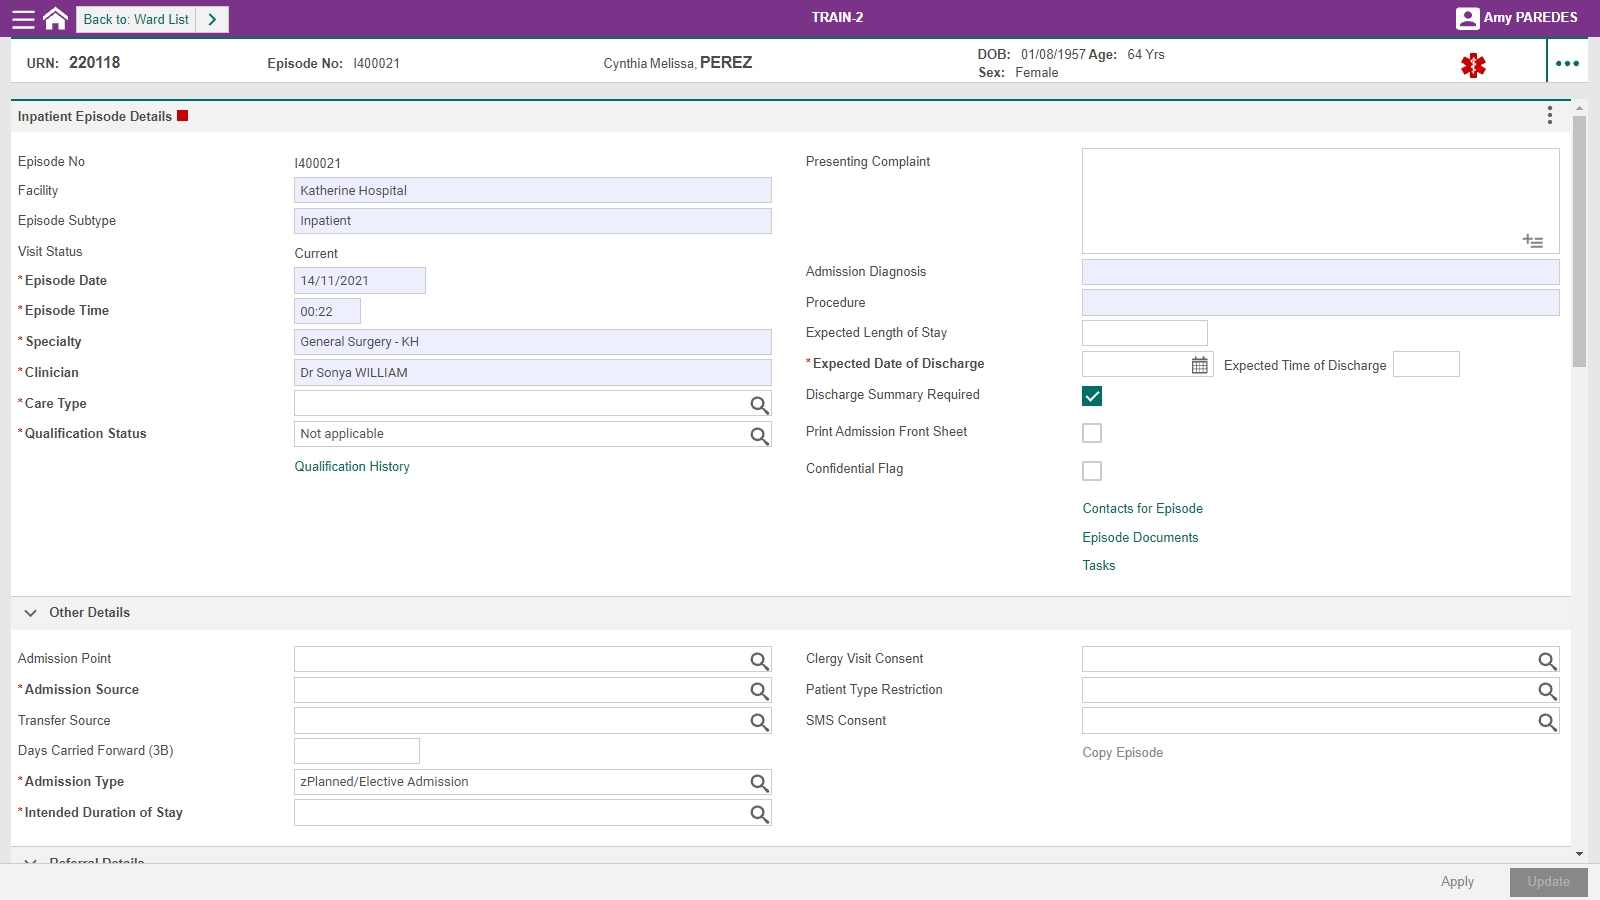 Back to: Ward List
TRAIN-2
Amy PAREDES
URN: 220118
Episode No: I400021
Cynthia Melissa, PEREZ
DOB: 01/08/1957 Age: 64 Yrs
Sex: Female
Inpatient Episode Details
Episode No I400021
Facility Katherine Hospital
Episode Subtype Inpatient
Visit Status Current
*Episode Date 14/11/2021
*Episode Time 00:22
*Specialty General Surgery - KH
*Clinician Dr Sonya WILLIAM
*Care Type
*Qualification Status Not applicable
Qualification History
Presenting Complaint
Admission Diagnosis
Procedure
Expected Length of Stay
*Expected Date of Discharge Expected Time of Discharge
Discharge Summary Required
Print Admission Front Sheet
Confidential Flag
Contacts for Episode
Episode Documents
Tasks
Other Details
Admission Point
*Admission Source
Transfer Source
Days Carried Forward (3B)
*Admission Type zPlanned/Elective Admission
*Intended Duration of Stay
Clergy Visit Consent
Patient Type Restriction
SMS Consent
Copy Episode
Referral Details
Apply
Update